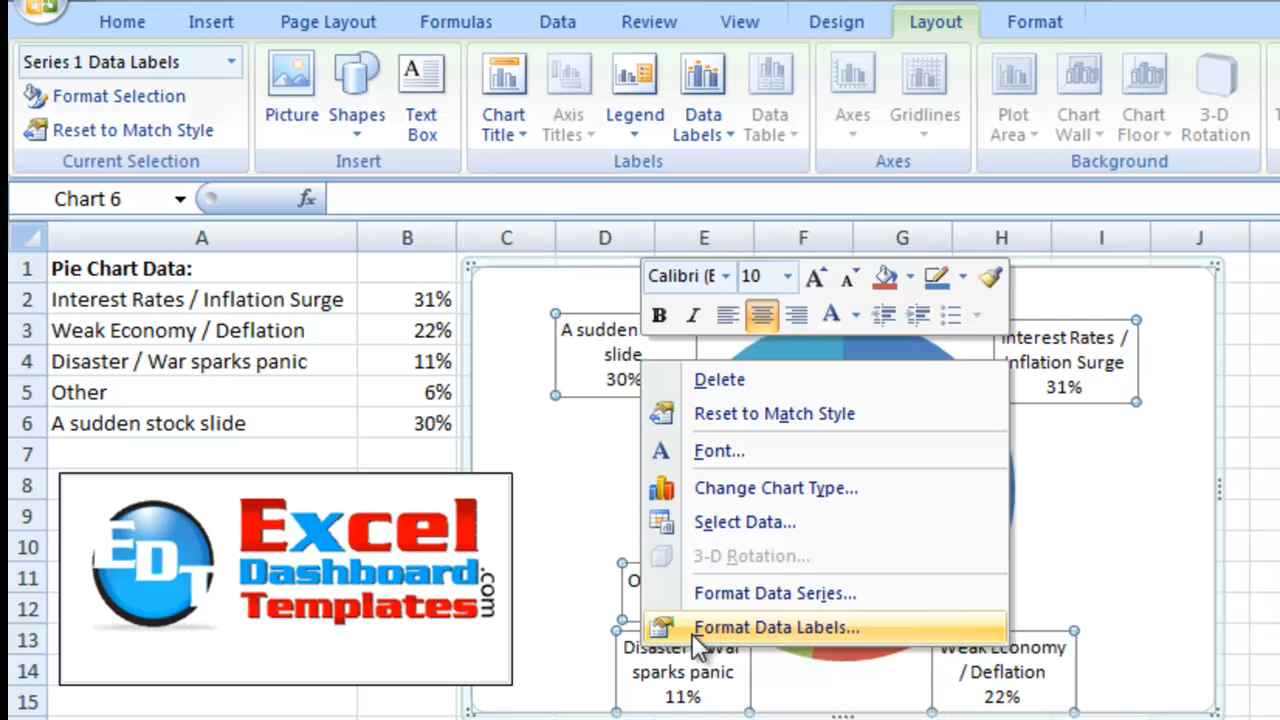 Home Insert Page Layout Formulas Data Review View Design Layout Format
Series 1 Data Labels
Format Selection
Reset to Match Style
Current Selection
Picture
Shapes
Text
Box
Insert
Chart
Title
Axis
Titles
Legend
Data
Labels
Data
Table
Labels
Axes
Gridlines
Axes
Plot
Area
Chart
Wall
Chart
Floor
3-D
Rotation
Background
Chart 6
fx
A B C D E F G H I J
1 Pie Chart Data:
2 Interest Rates / Inflation Surge 31%
3 Weak Economy / Deflation 22%
4 Disaster / War sparks panic 11%
5 Other 6%
6 A sudden stock slide 30%
7
8
9
10
11
12
13
14
15
EDT
Excel
Dashboard
Templates
.com
A sudden
slide
30%
Interest Rates /
Inflation Surge
31%
Calibri (E 10 A A
B I A
Delete
Reset to Match Style
Font...
Change Chart Type...
Select Data...
3-D Rotation...
Format Data Series...
Format Data Labels...
O
Disaster / War
sparks panic
11%
Weak Economy
/ Deflation
22%